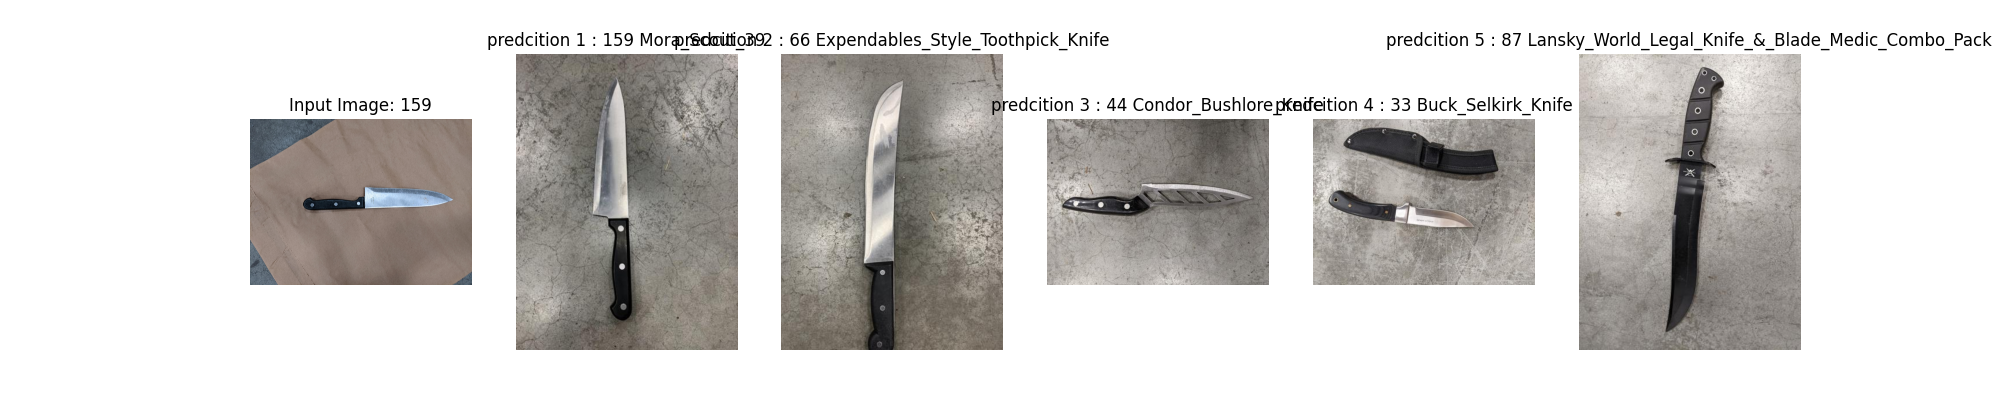 predcition 1 : 159 Mora_Scout_39
predcition 2 : 66 Expendables_Style_Toothpick_Knife
predcition 5 : 87 Lansky_World_Legal_Knife_&_Blade_Medic_Combo_Pack
Input Image: 159
predcition 3 : 44 Condor_Bushlore_Knife
predcition 4 : 33 Buck_Selkirk_Knife